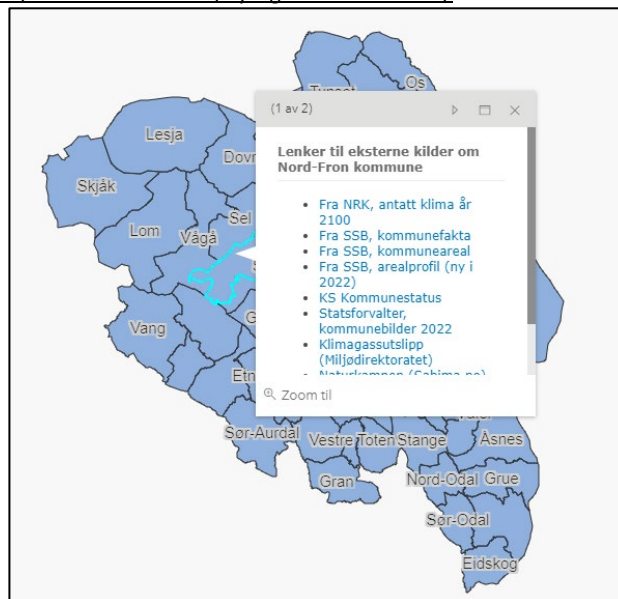 Tynset
Os
(1 av 2)
Lenker til eksterne kilder om
Nord-Fron kommune
Fra NRK, antatt klima år
2100
Fra SSB, kommunefakta
Fra SSB, kommuneareal
Fra SSB, arealprofil (ny i
2022)
KS Kommunestatus
Statsforvalter,
kommunebilder 2022
Klimagassutslipp
(Miljødirektoratet)
Naturkampen (Sabima.no)
Zoom til
Lesja
Dovr
Skjåk
Sel
Lom
Vågå
Vang
Etn
Sør-Aurdal
Vestre Toten
Stange
Åsnes
Gran
Nord-Odal
Grue
Sør-Odal
Eidskog